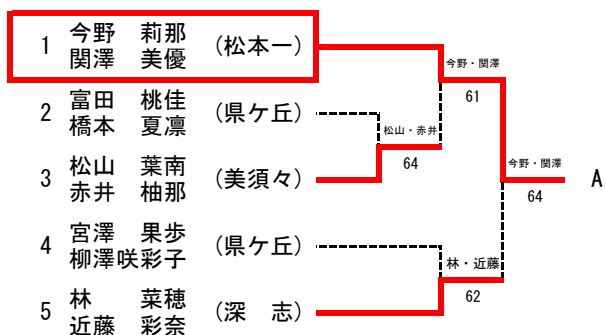 1 今野 莉那 (松本一)
関澤 美優
今野・関澤
2 富田 桃佳 (県ケ丘)
橋本 夏凛
61
松山・赤井
3 松山 葉南 (美須々)
赤井 柚那
64
今野・関澤
64
A
4 宮澤 果歩 (県ケ丘)
柳澤咲彩子
林・近藤
5 林 菜穂 (深 志)
近藤 彩奈
62